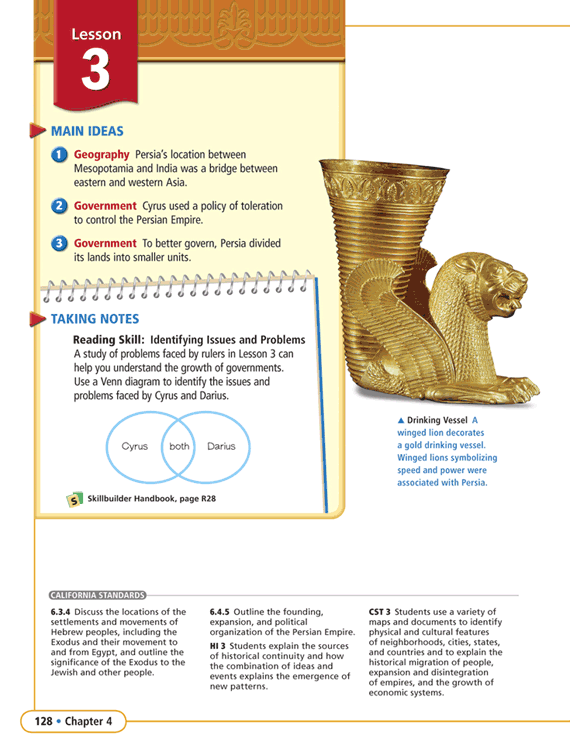 Lesson
3
MAIN IDEAS
1 Geography Persia's location between
Mesopotamia and India was a bridge between
eastern and western Asia.
2 Government Cyrus used a policy of toleration
to control the Persian Empire.
3 Government To better govern, Persia divided
its lands into smaller units.
TAKING NOTES
Reading Skill: Identifying Issues and Problems
A study of problems faced by rulers in Lesson 3 can
help you understand the growth of governments.
Use a Venn diagram to identify the issues and
problems faced by Cyrus and Darius.
Cyrus both Darius
S Skillbuilder Handbook, page R28
▲ Drinking Vessel A
winged lion decorates
a gold drinking vessel.
Winged lions symbolizing
speed and power were
associated with Persia.
CALIFORNIA STANDARDS
6.3.4 Discuss the locations of the
settlements and movements of
Hebrew peoples, including the
Exodus and their movement to
and from Egypt, and outline the
significance of the Exodus to the
Jewish and other people.
6.4.5 Outline the founding,
expansion, and political
organization of the Persian Empire.
HI 3 Students explain the sources
of historical continuity and how
the combination of ideas and
events explains the emergence of
new patterns.
CST 3 Students use a variety of
maps and documents to identify
physical and cultural features
of neighborhoods, cities, states,
and countries and to explain the
historical migration of people,
expansion and disintegration
of empires, and the growth of
economic systems.
128 • Chapter 4